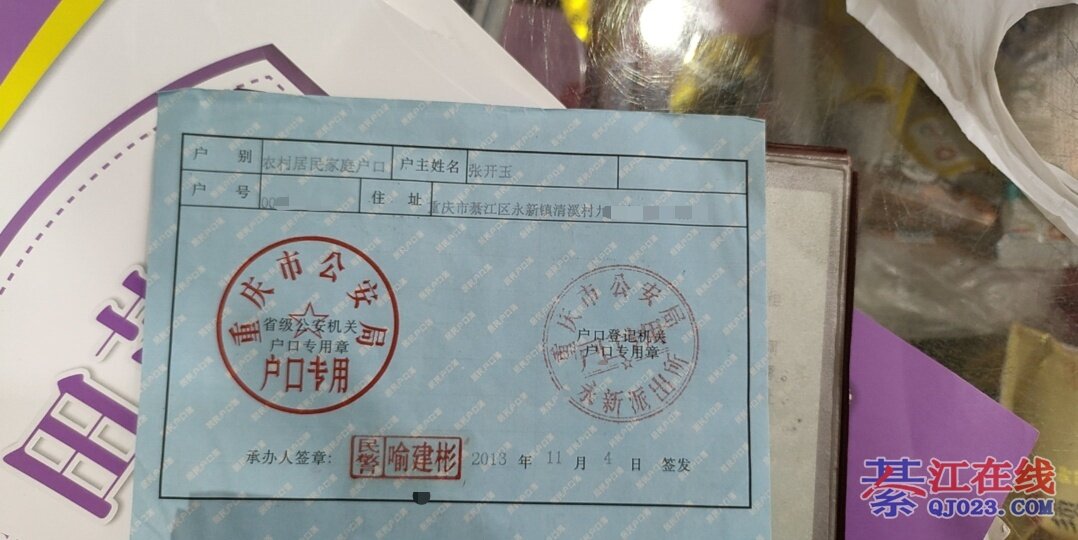 户 别 农村居民家庭户口 户主姓名 张开玉
户 号 00 住 址 重庆市綦江区永新镇清溪村九
重庆市公安局
省级公安机关
户口专用章
户口专用
重庆市公安局
户口登记机关
户口专用章
永新派出所
承办人签章: 民警 喻建彬 2013 年 11 月 4 日 签发
綦江在线
QJ023.COM